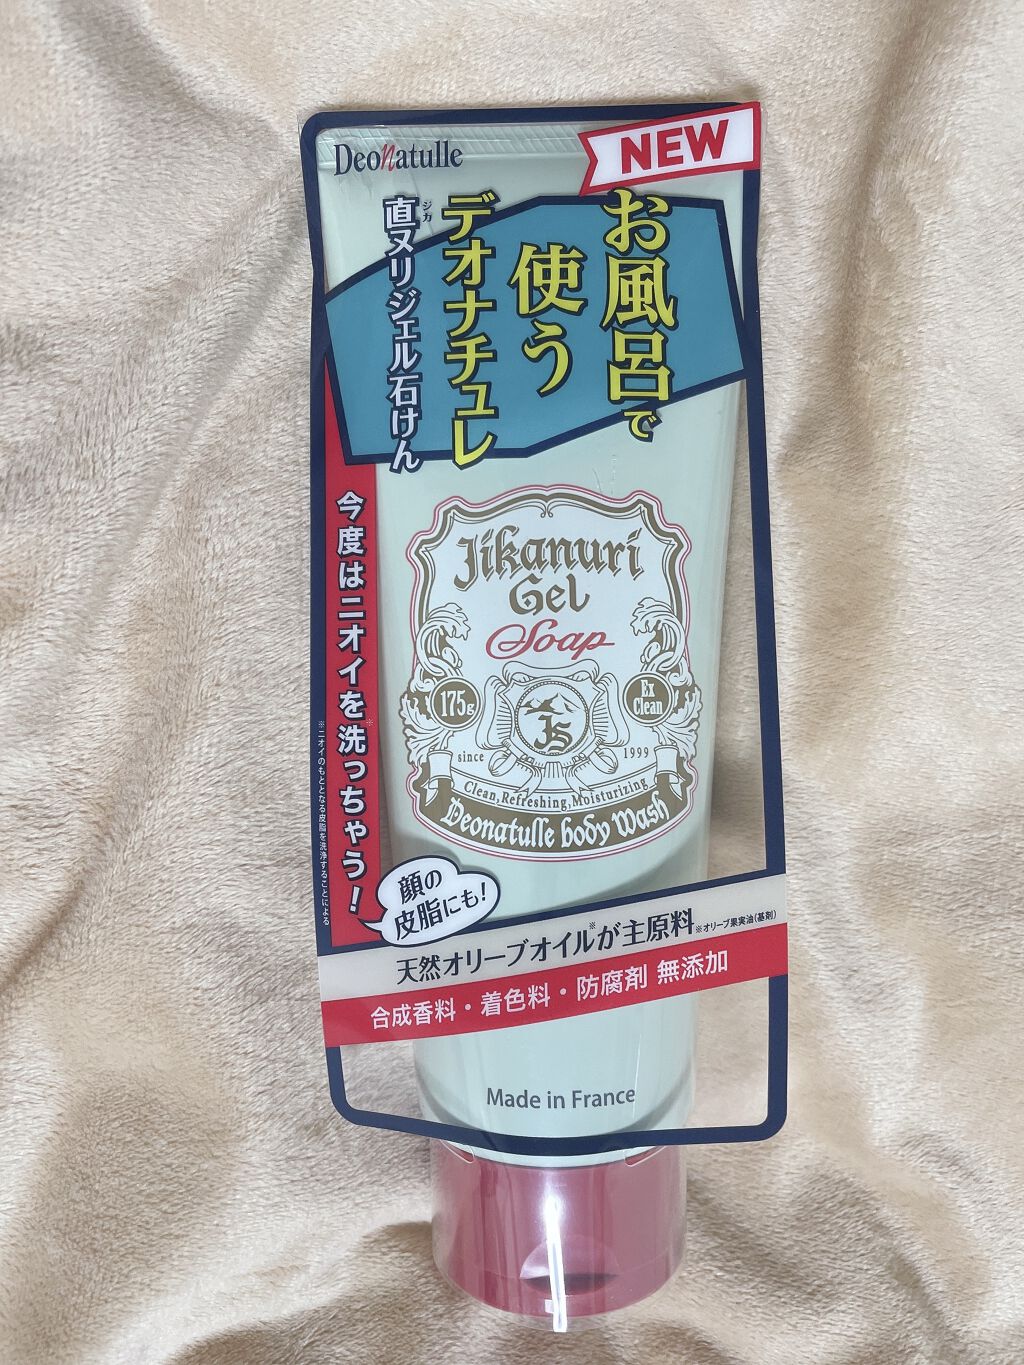 Deonatulle
NEW
お風呂で
使う
デオナチュレ
ジカ
直ヌリジェル石けん
今度はニオイを※洗っちゃう!
※ニオイのもととなる皮脂を洗浄することによる
Jikanuri
Gel
Soap
175g
Ex
Clean
JS
since
1999
Clean, Refreshing, Moisturizing
Deonatulle body Wash
顔の
皮脂にも!
天然オリーブオイル※が主原料※オリーブ果実油(基剤)
合成香料・着色料・防腐剤 無添加
Made in France